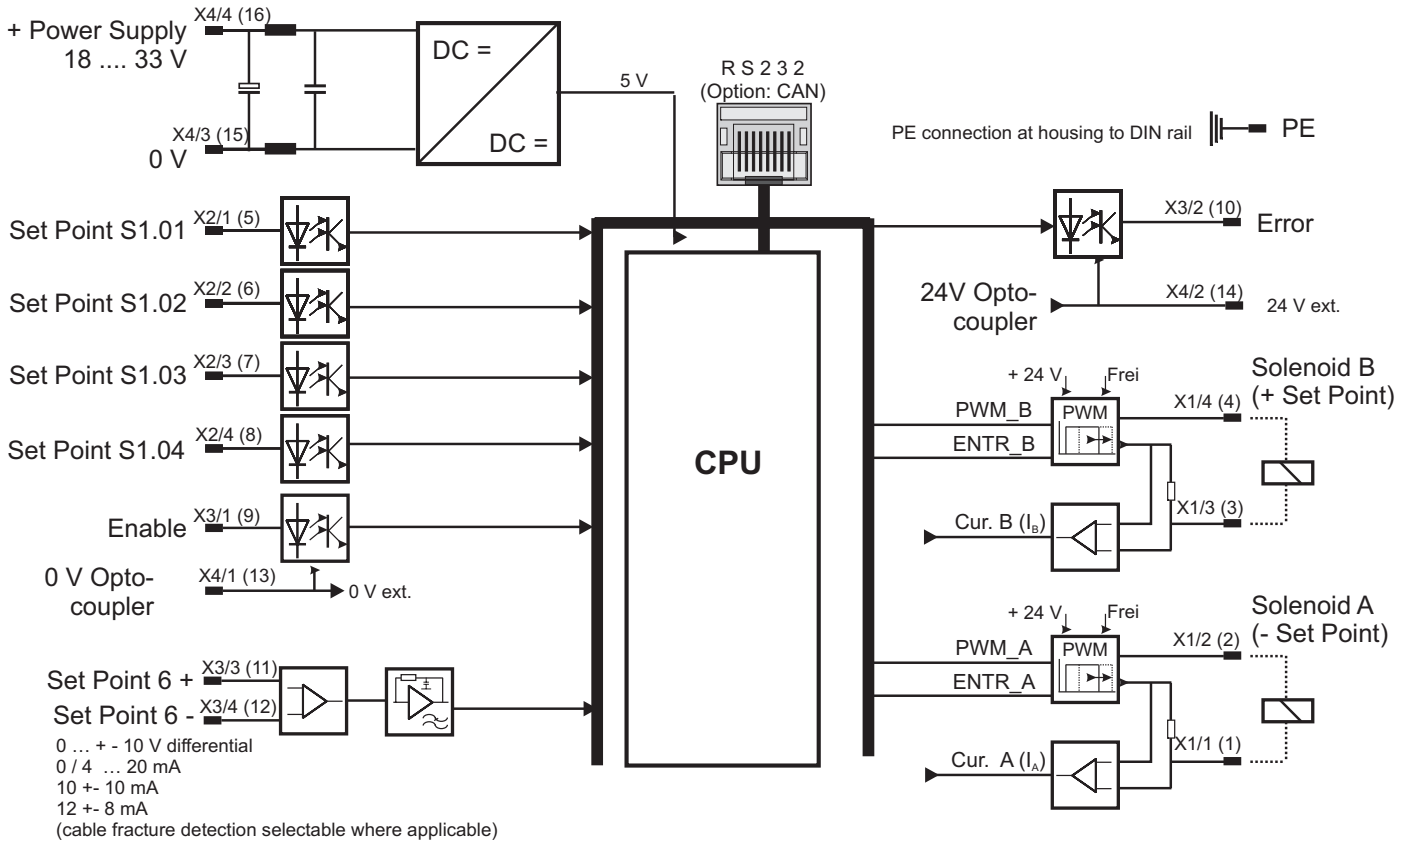 + Power Supply
18 .... 33 V
X4/4 (16)
X4/3 (15)
0 V
DC =
DC =
5 V
R S 2 3 2
(Option: CAN)
PE connection at housing to DIN rail
PE
Set Point S1.01
X2/1 (5)
Set Point S1.02
X2/2 (6)
Set Point S1.03
X2/3 (7)
Set Point S1.04
X2/4 (8)
Enable
X3/1 (9)
0 V Opto-
coupler
X4/1 (13)
0 V ext.
Set Point 6 +
X3/3 (11)
Set Point 6 -
X3/4 (12)
0 ... + - 10 V differential
0 / 4 ... 20 mA
10 +- 10 mA
12 +- 8 mA
(cable fracture detection selectable where applicable)
CPU
X3/2 (10)
Error
24V Opto-
coupler
X4/2 (14)
24 V ext.
+ 24 V
Frei
PWM_B
ENTR_B
PWM
X1/4 (4)
Solenoid B
(+ Set Point)
X1/3 (3)
Cur. B (I_B)
+ 24 V
Frei
PWM_A
ENTR_A
PWM
X1/2 (2)
Solenoid A
(- Set Point)
X1/1 (1)
Cur. A (I_A)